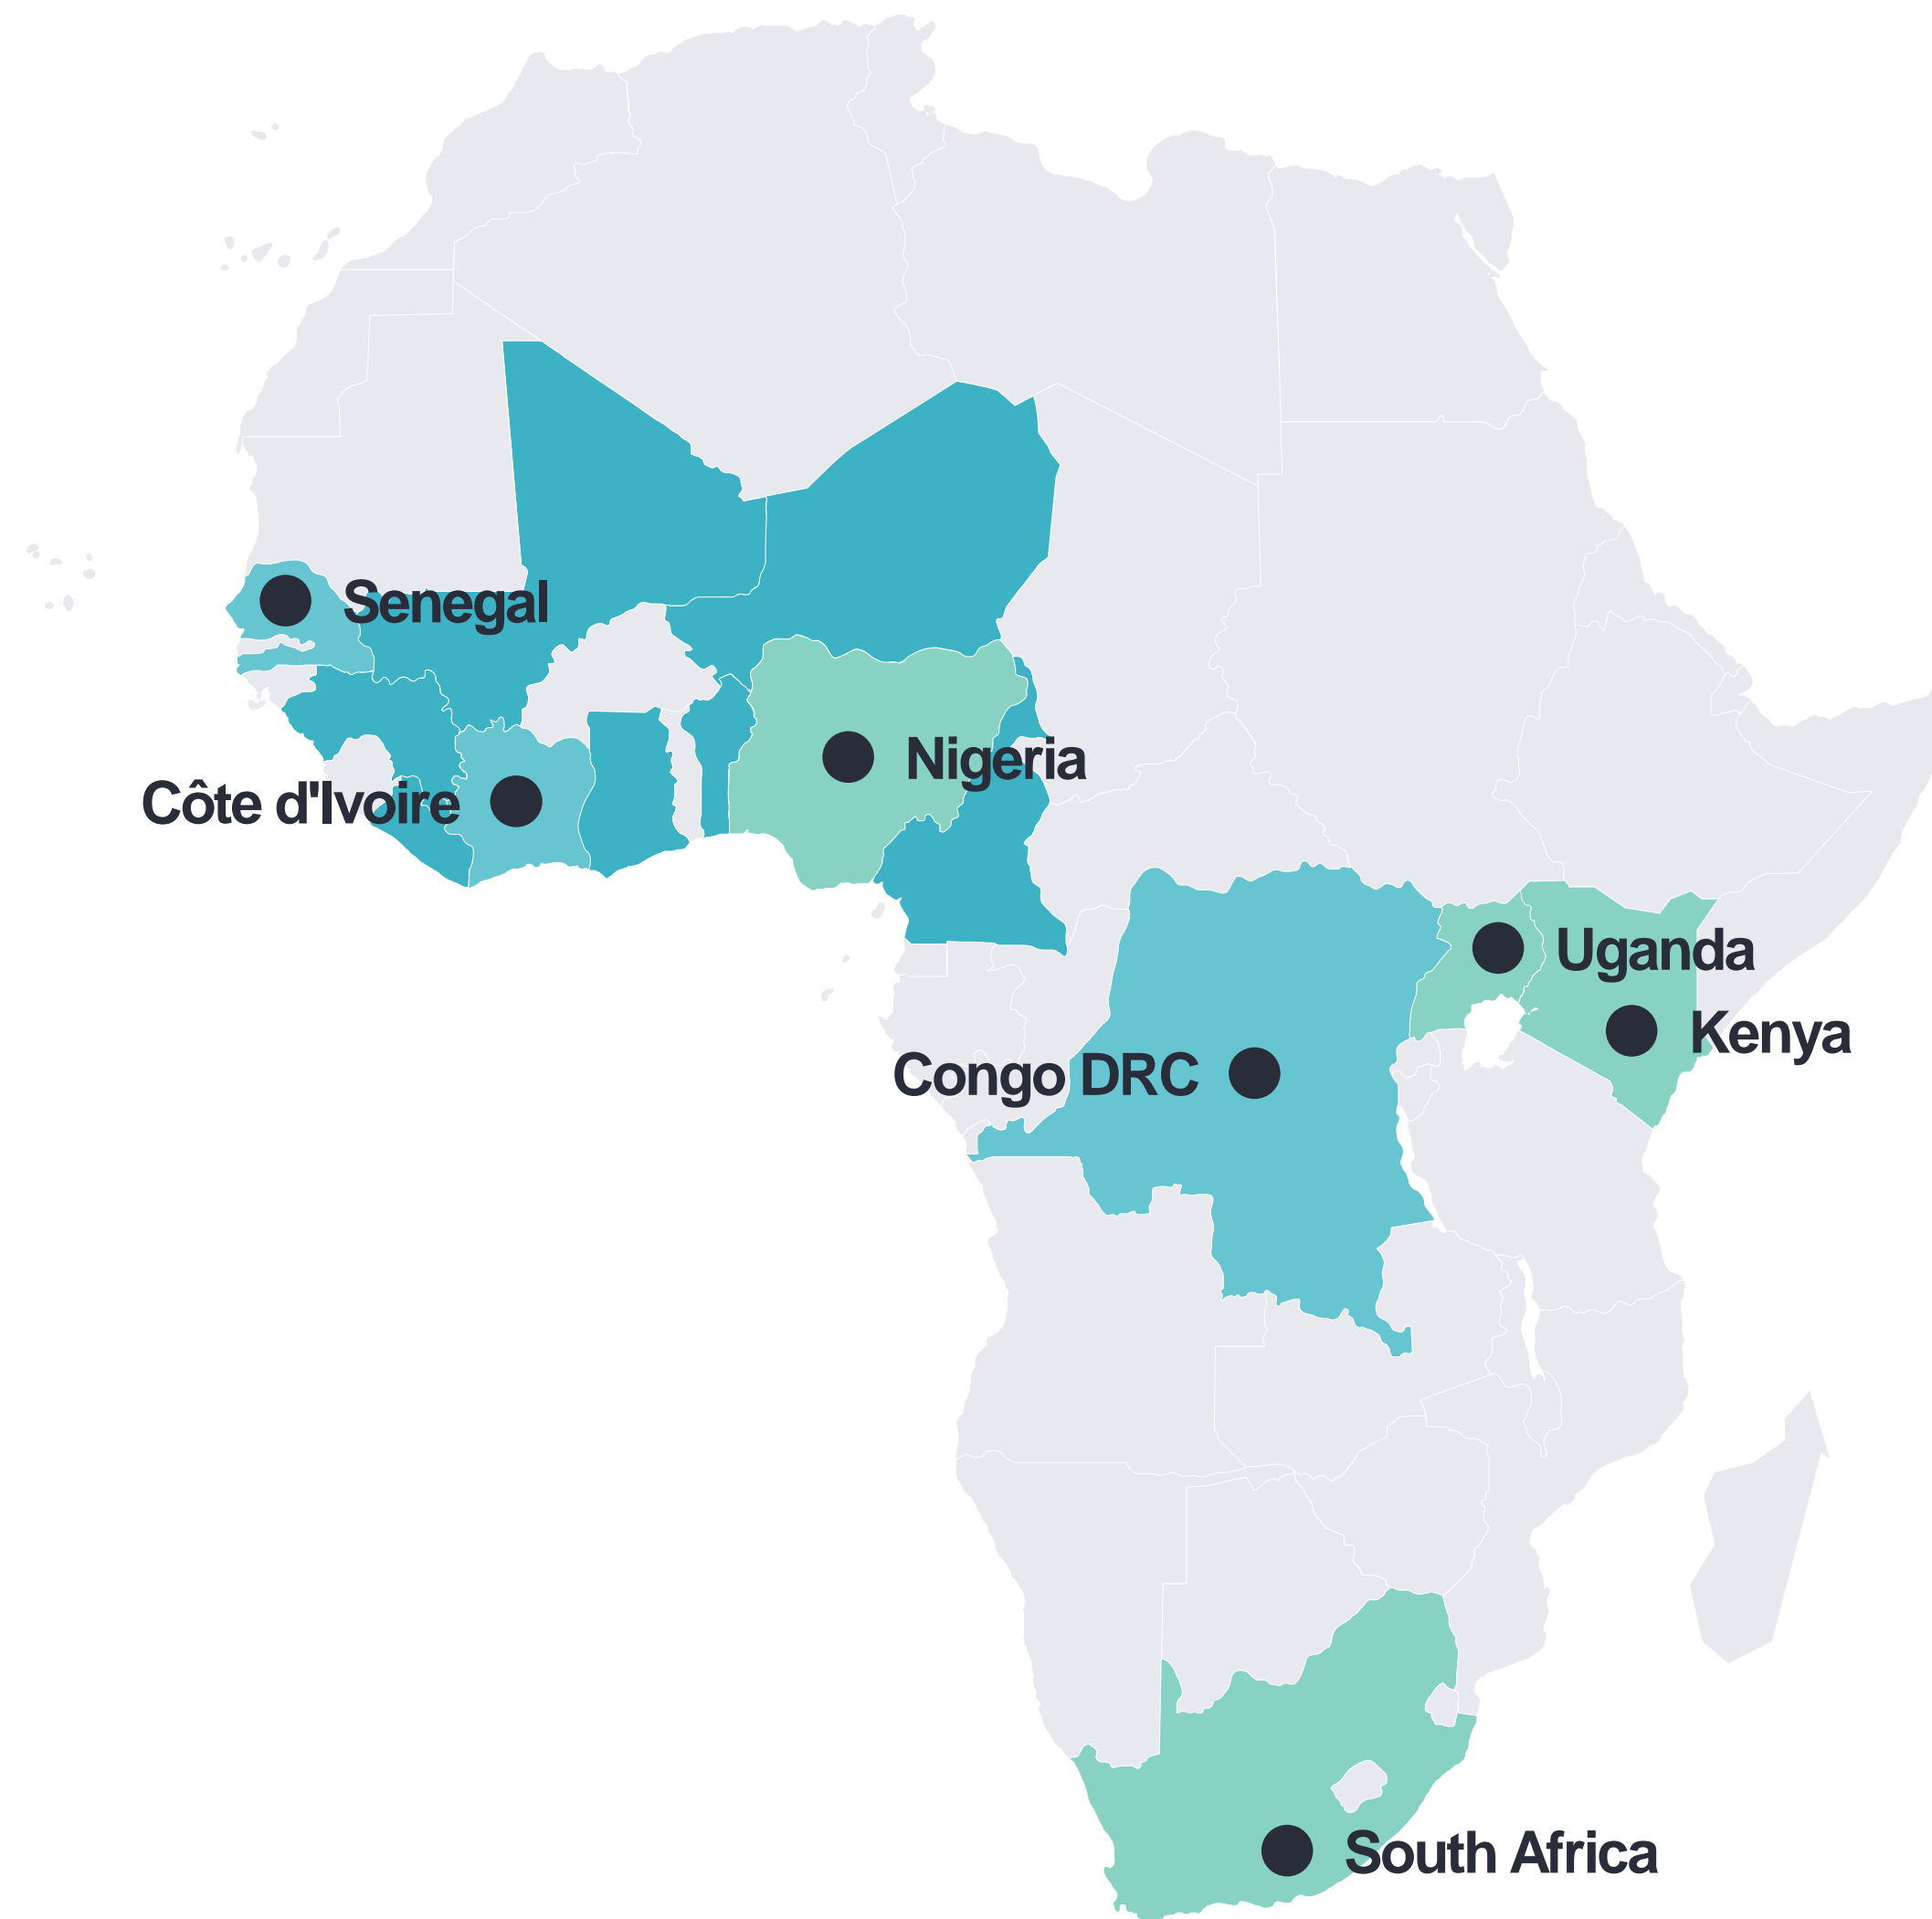 Senegal
Nigeria
Côte d'Ivoire
Uganda
Kenya
Congo DRC
South Africa